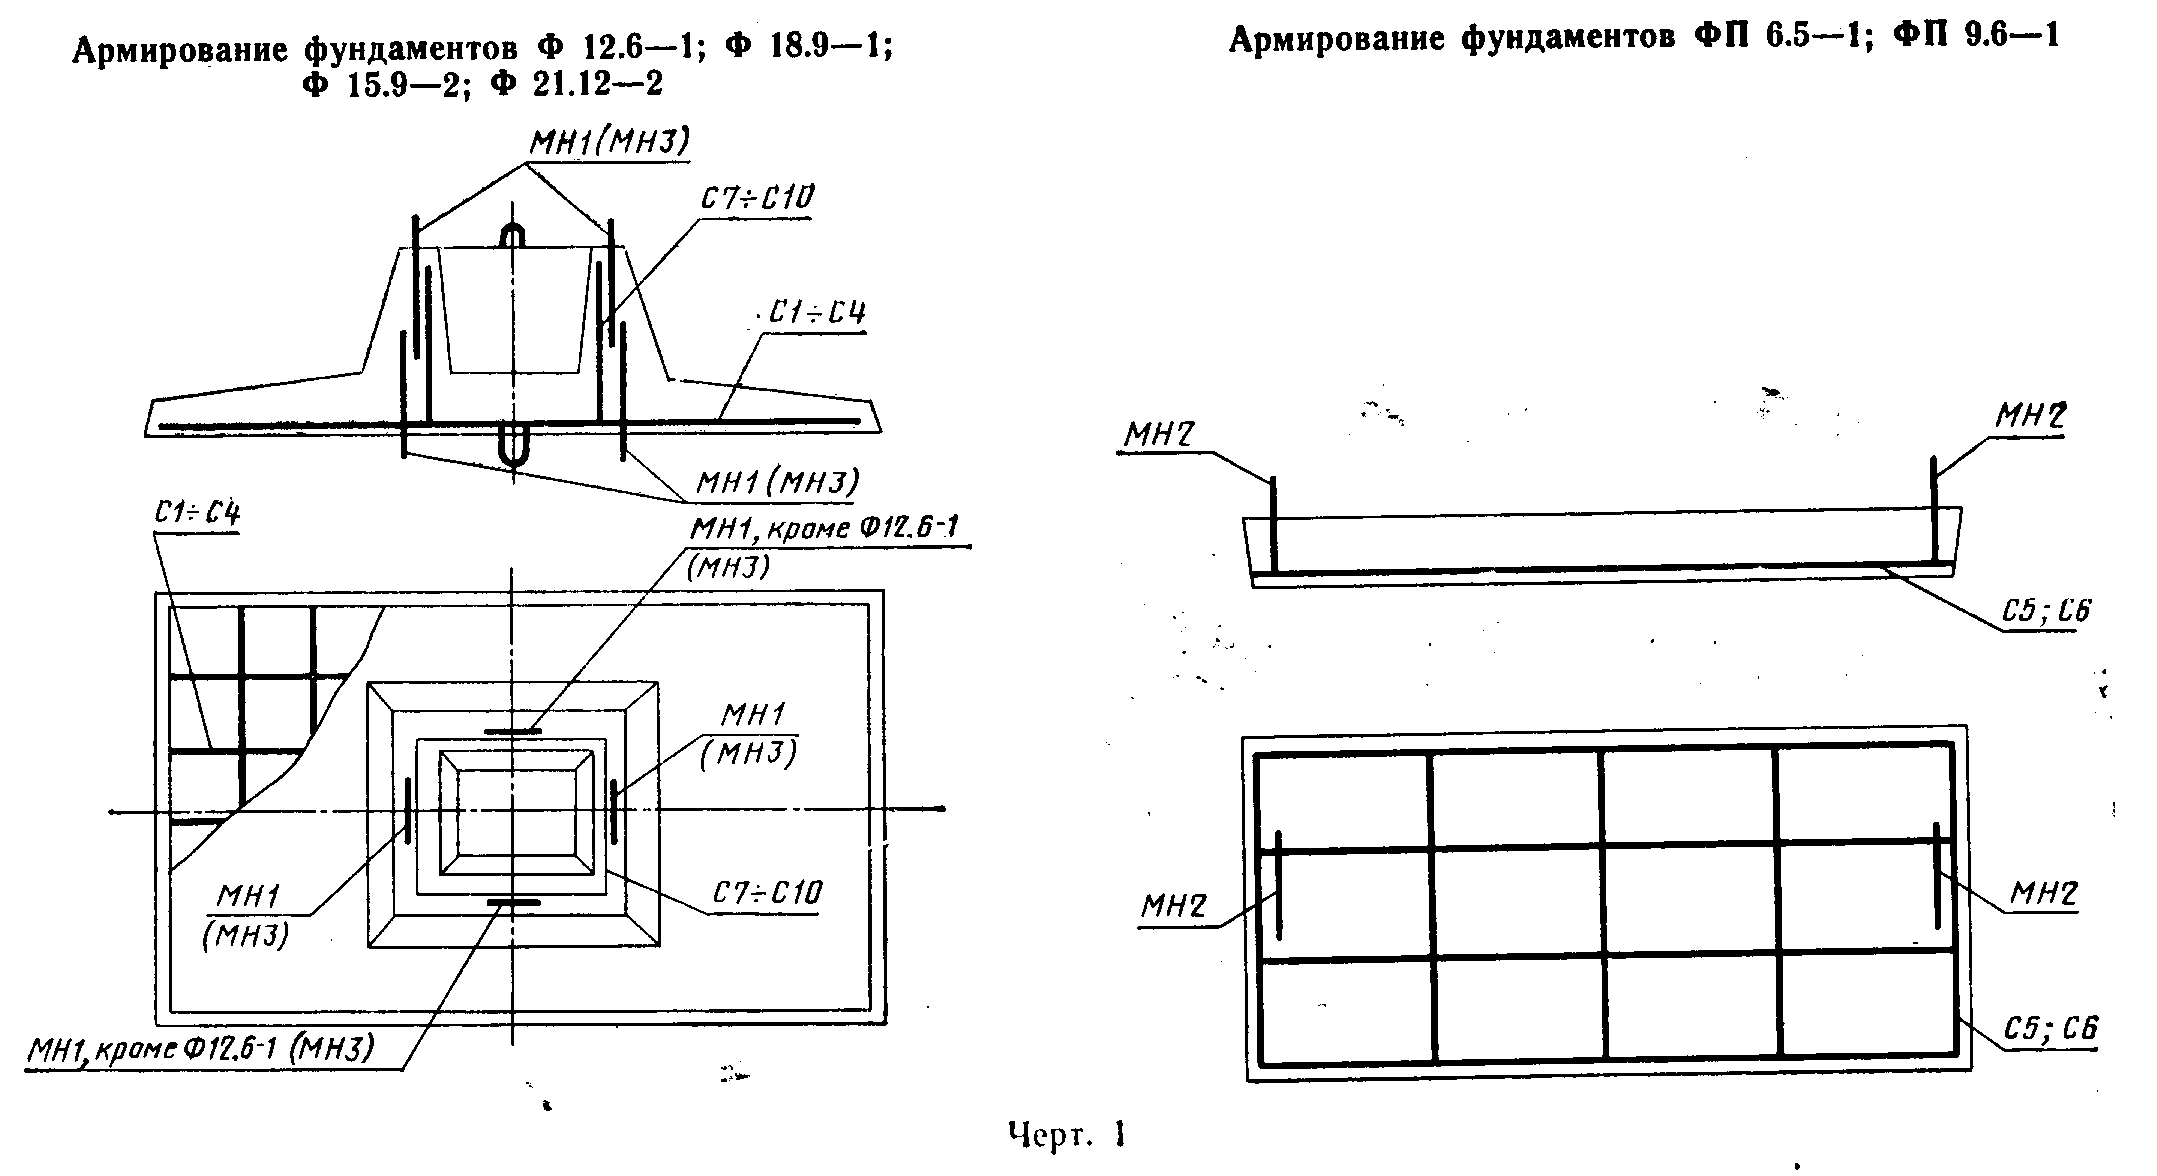 Армирование фундаментов Ф 12.6—1; Ф 18.9—1;
Ф 15.9—2; Ф 21.12—2
МН1(МН3)
С7÷С10
С1÷С4
МН1(МН3)
С1÷С4
МН1, кроме Ф12.6-1
(МН3)
МН1
(МН3)
МН1
(МН3)
С7÷С10
МН1, кроме Ф12.6-1 (МН3)
Армирование фундаментов ФП 6.5—1; ФП 9.6—1
МН2
МН2
С5; С6
МН2
МН2
С5; С6
Черт. 1